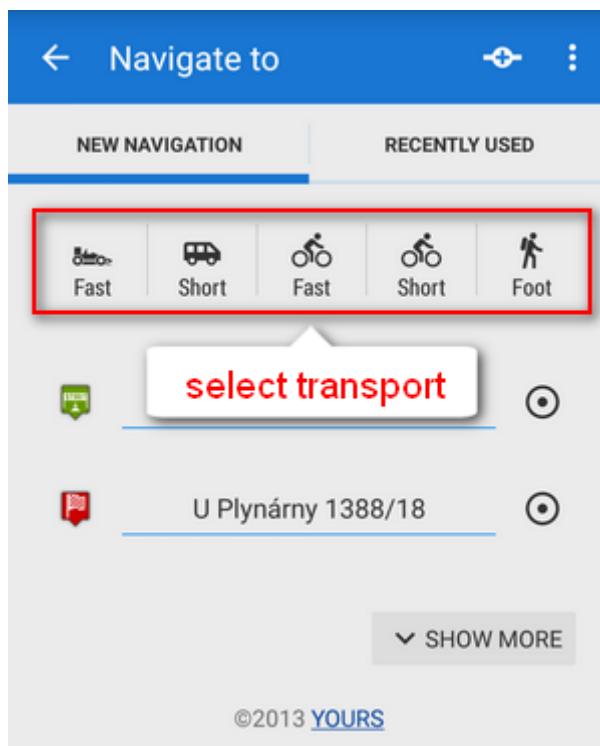 Navigate to
NEW NAVIGATION RECENTLY USED
Fast Short Fast Short Foot
select transport
U Plynárny 1388/18
SHOW MORE
©2013 YOURS